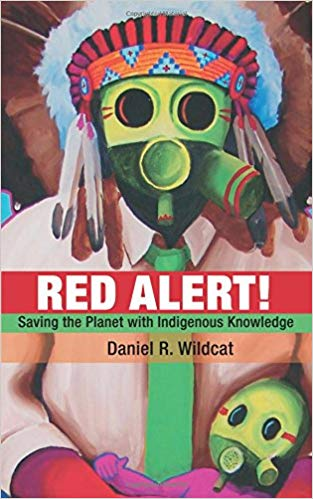 RED ALERT!
Saving the Planet with Indigenous Knowledge
Daniel R. Wildcat